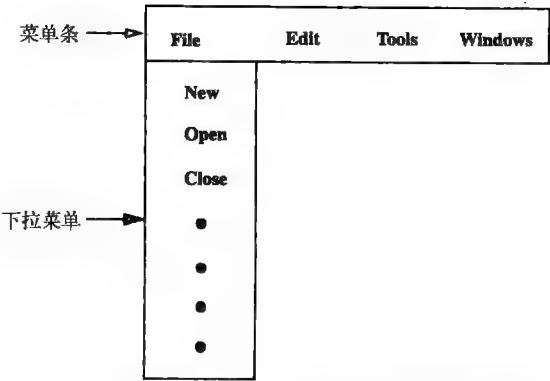 菜单条
File Edit Tools Windows
New
Open
Close
下拉菜单